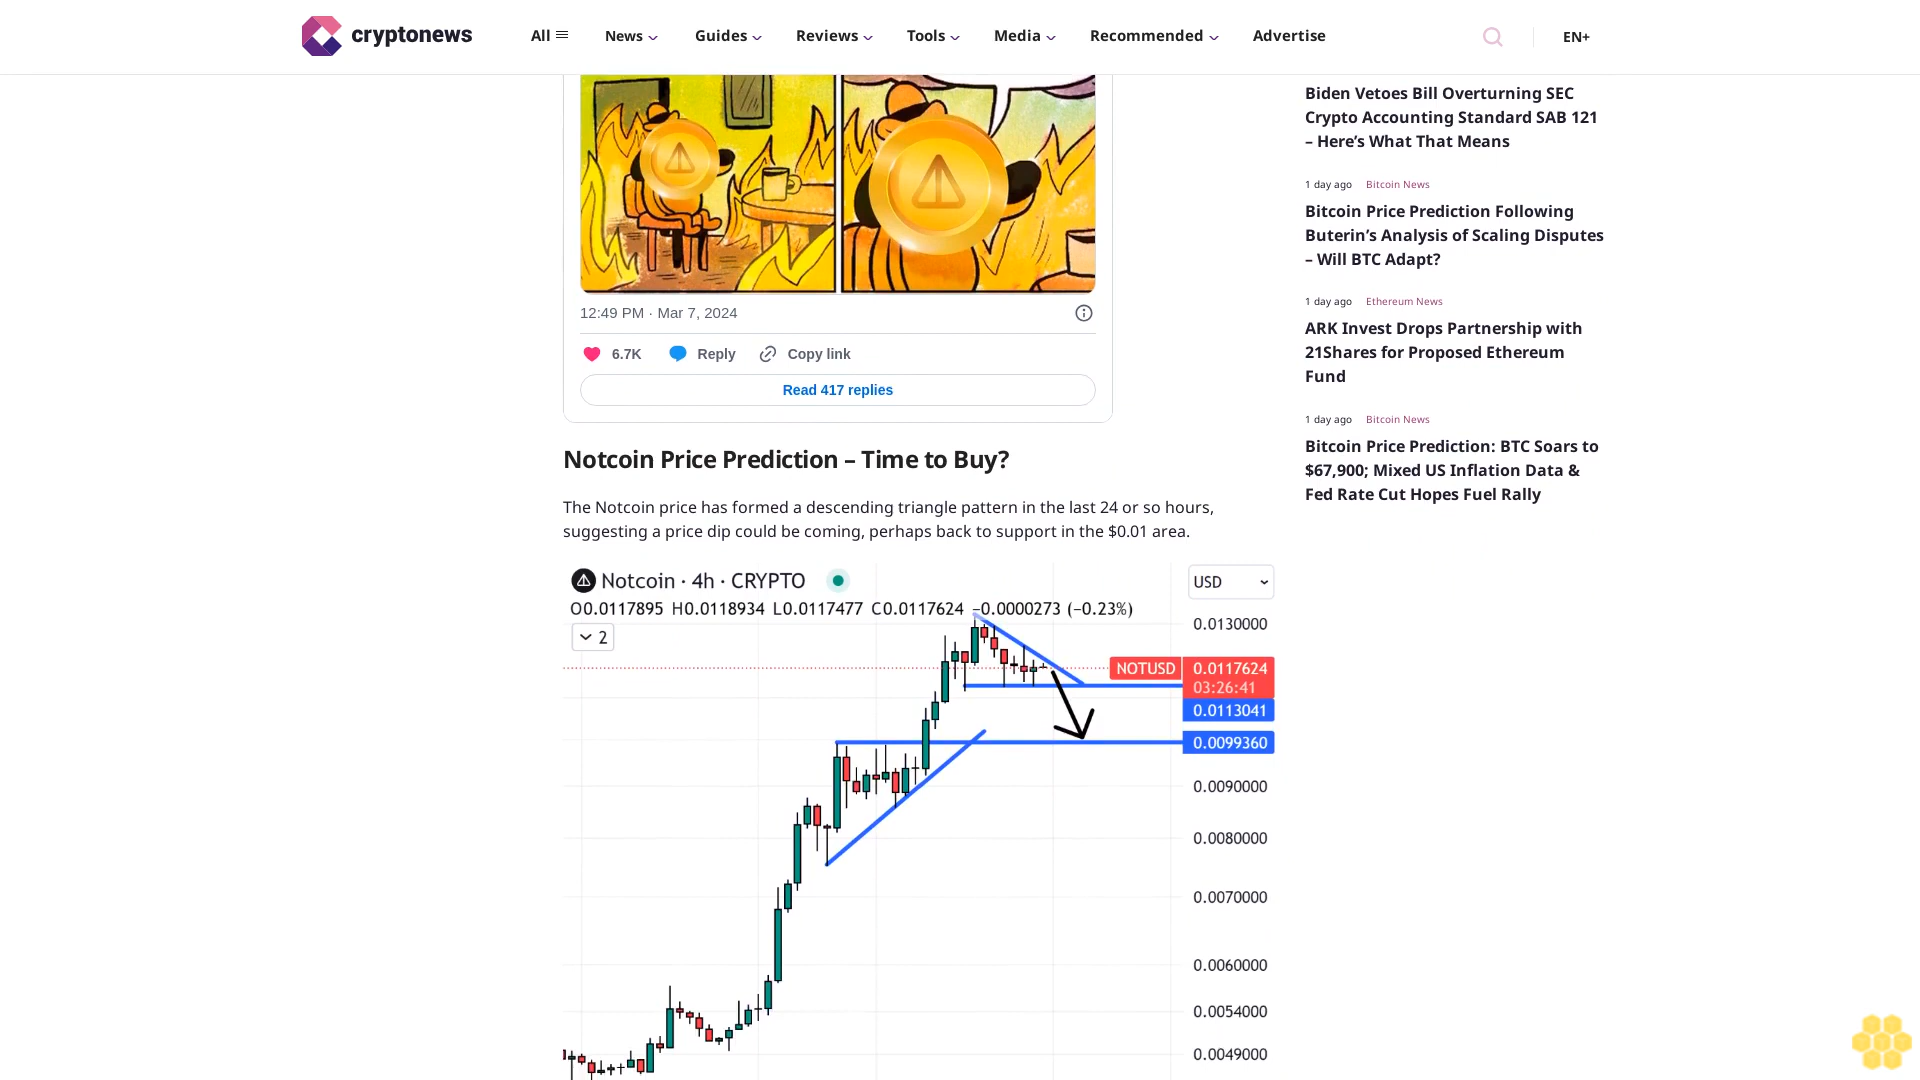 cryptonews
All
News
Guides
Reviews
Tools
Media
Recommended
Advertise
EN+
12:49 PM · Mar 7, 2024
6.7K
Reply
Copy link
Read 417 replies
Notcoin Price Prediction – Time to Buy?
The Notcoin price has formed a descending triangle pattern in the last 24 or so hours,
suggesting a price dip could be coming, perhaps back to support in the $0.01 area.
Notcoin · 4h · CRYPTO
USD
O0.0117895 H0.0118934 L0.0117477 C0.0117624 −0.0000273 (−0.23%)
2
0.0130000
NOTUSD
0.0117624
03:26:41
0.0113041
0.0099360
0.0090000
0.0080000
0.0070000
0.0060000
0.0054000
0.0049000
Biden Vetoes Bill Overturning SEC
Crypto Accounting Standard SAB 121
– Here’s What That Means
1 day ago Bitcoin News
Bitcoin Price Prediction Following
Buterin’s Analysis of Scaling Disputes
– Will BTC Adapt?
1 day ago Ethereum News
ARK Invest Drops Partnership with
21Shares for Proposed Ethereum
Fund
1 day ago Bitcoin News
Bitcoin Price Prediction: BTC Soars to
$67,900; Mixed US Inflation Data &
Fed Rate Cut Hopes Fuel Rally